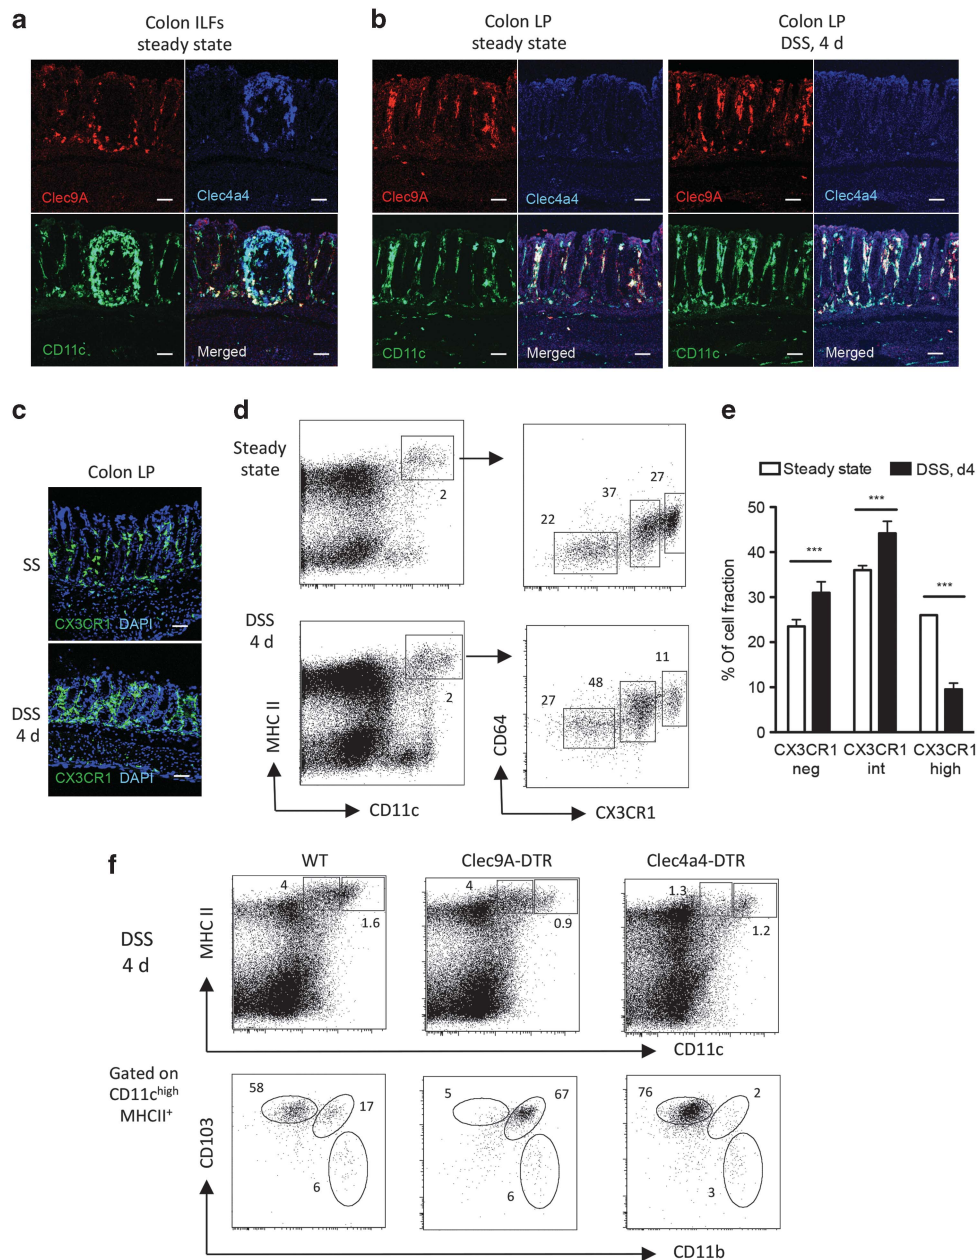 a
Colon ILFs
steady state
Clec9A
Clec4a4
CD11c
Merged
b
Colon LP
steady state
Colon LP
DSS, 4 d
Clec9A
Clec4a4
Clec9A
Clec4a4
CD11c
Merged
CD11c
Merged
c
Colon LP
SS
CX3CR1 DAPI
DSS
4 d
CX3CR1 DAPI
d
Steady
state
2
22
37
27
DSS
4 d
2
27
48
11
MHC II
CD11c
CD64
CX3CR1
e
Steady state
DSS, d4
% Of cell fraction
50
40
30
20
10
0
***
***
***
CX3CR1
neg
CX3CR1
int
CX3CR1
high
f
WT
Clec9A-DTR
Clec4a4-DTR
DSS
4 d
MHC II
4
1.6
4
0.9
1.3
1.2
CD11c
Gated on
CD11chigh
MHCII+
CD103
58
17
6
5
67
6
76
2
3
CD11b